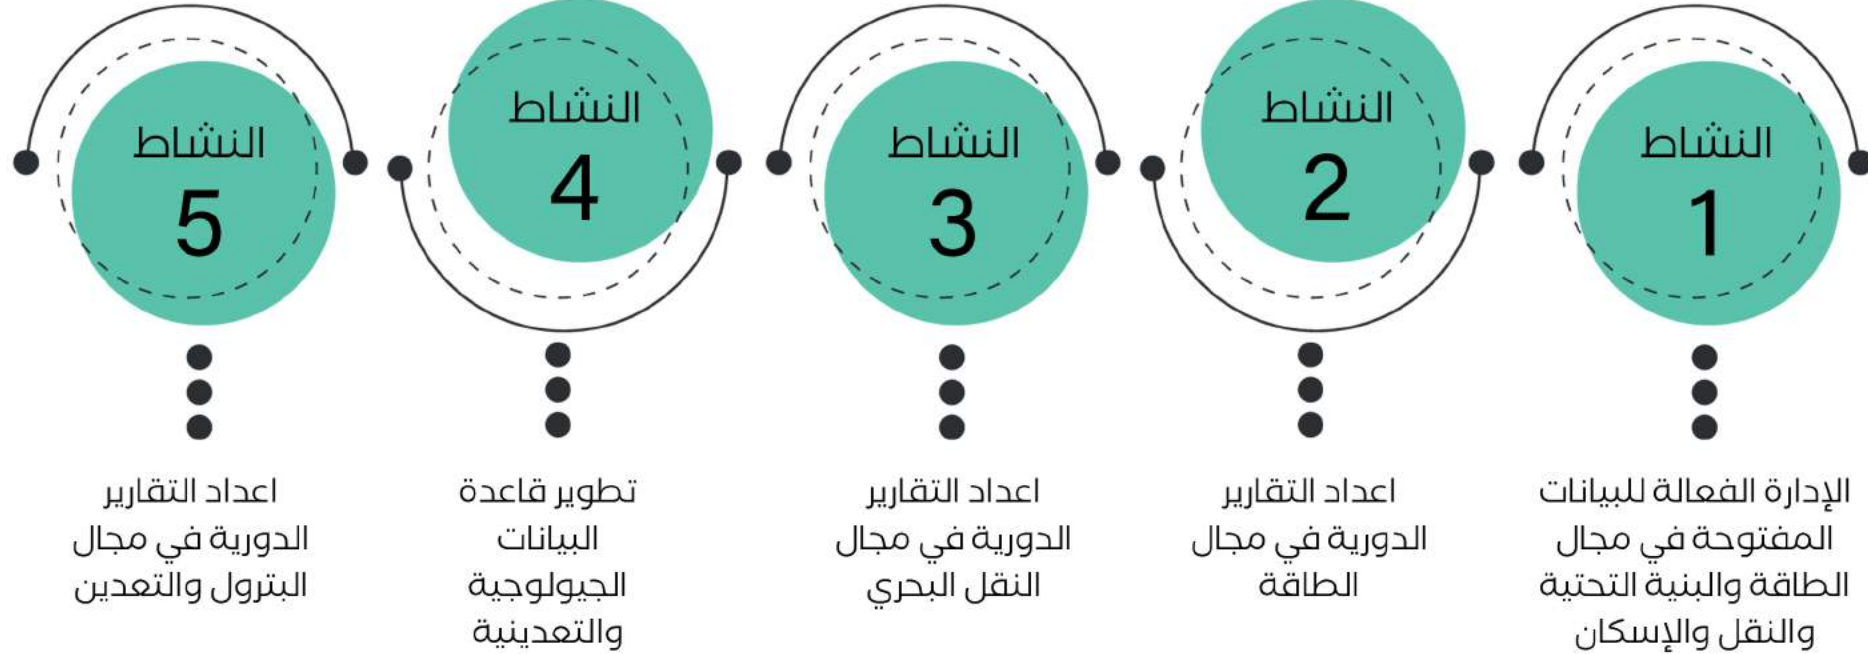 النشاط
1
الإدارة الفعالة للبيانات
المفتوحة في مجال
الطاقة والبنية التحتية
والنقل والإسكان
النشاط
2
اعداد التقارير
الدورية في مجال
الطاقة
النشاط
3
اعداد التقارير
الدورية في مجال
النقل البحري
النشاط
4
تطوير قاعدة
البيانات
الجيولوجية
والتعدينية
النشاط
5
اعداد التقارير
الدورية في مجال
البترول والتعدين